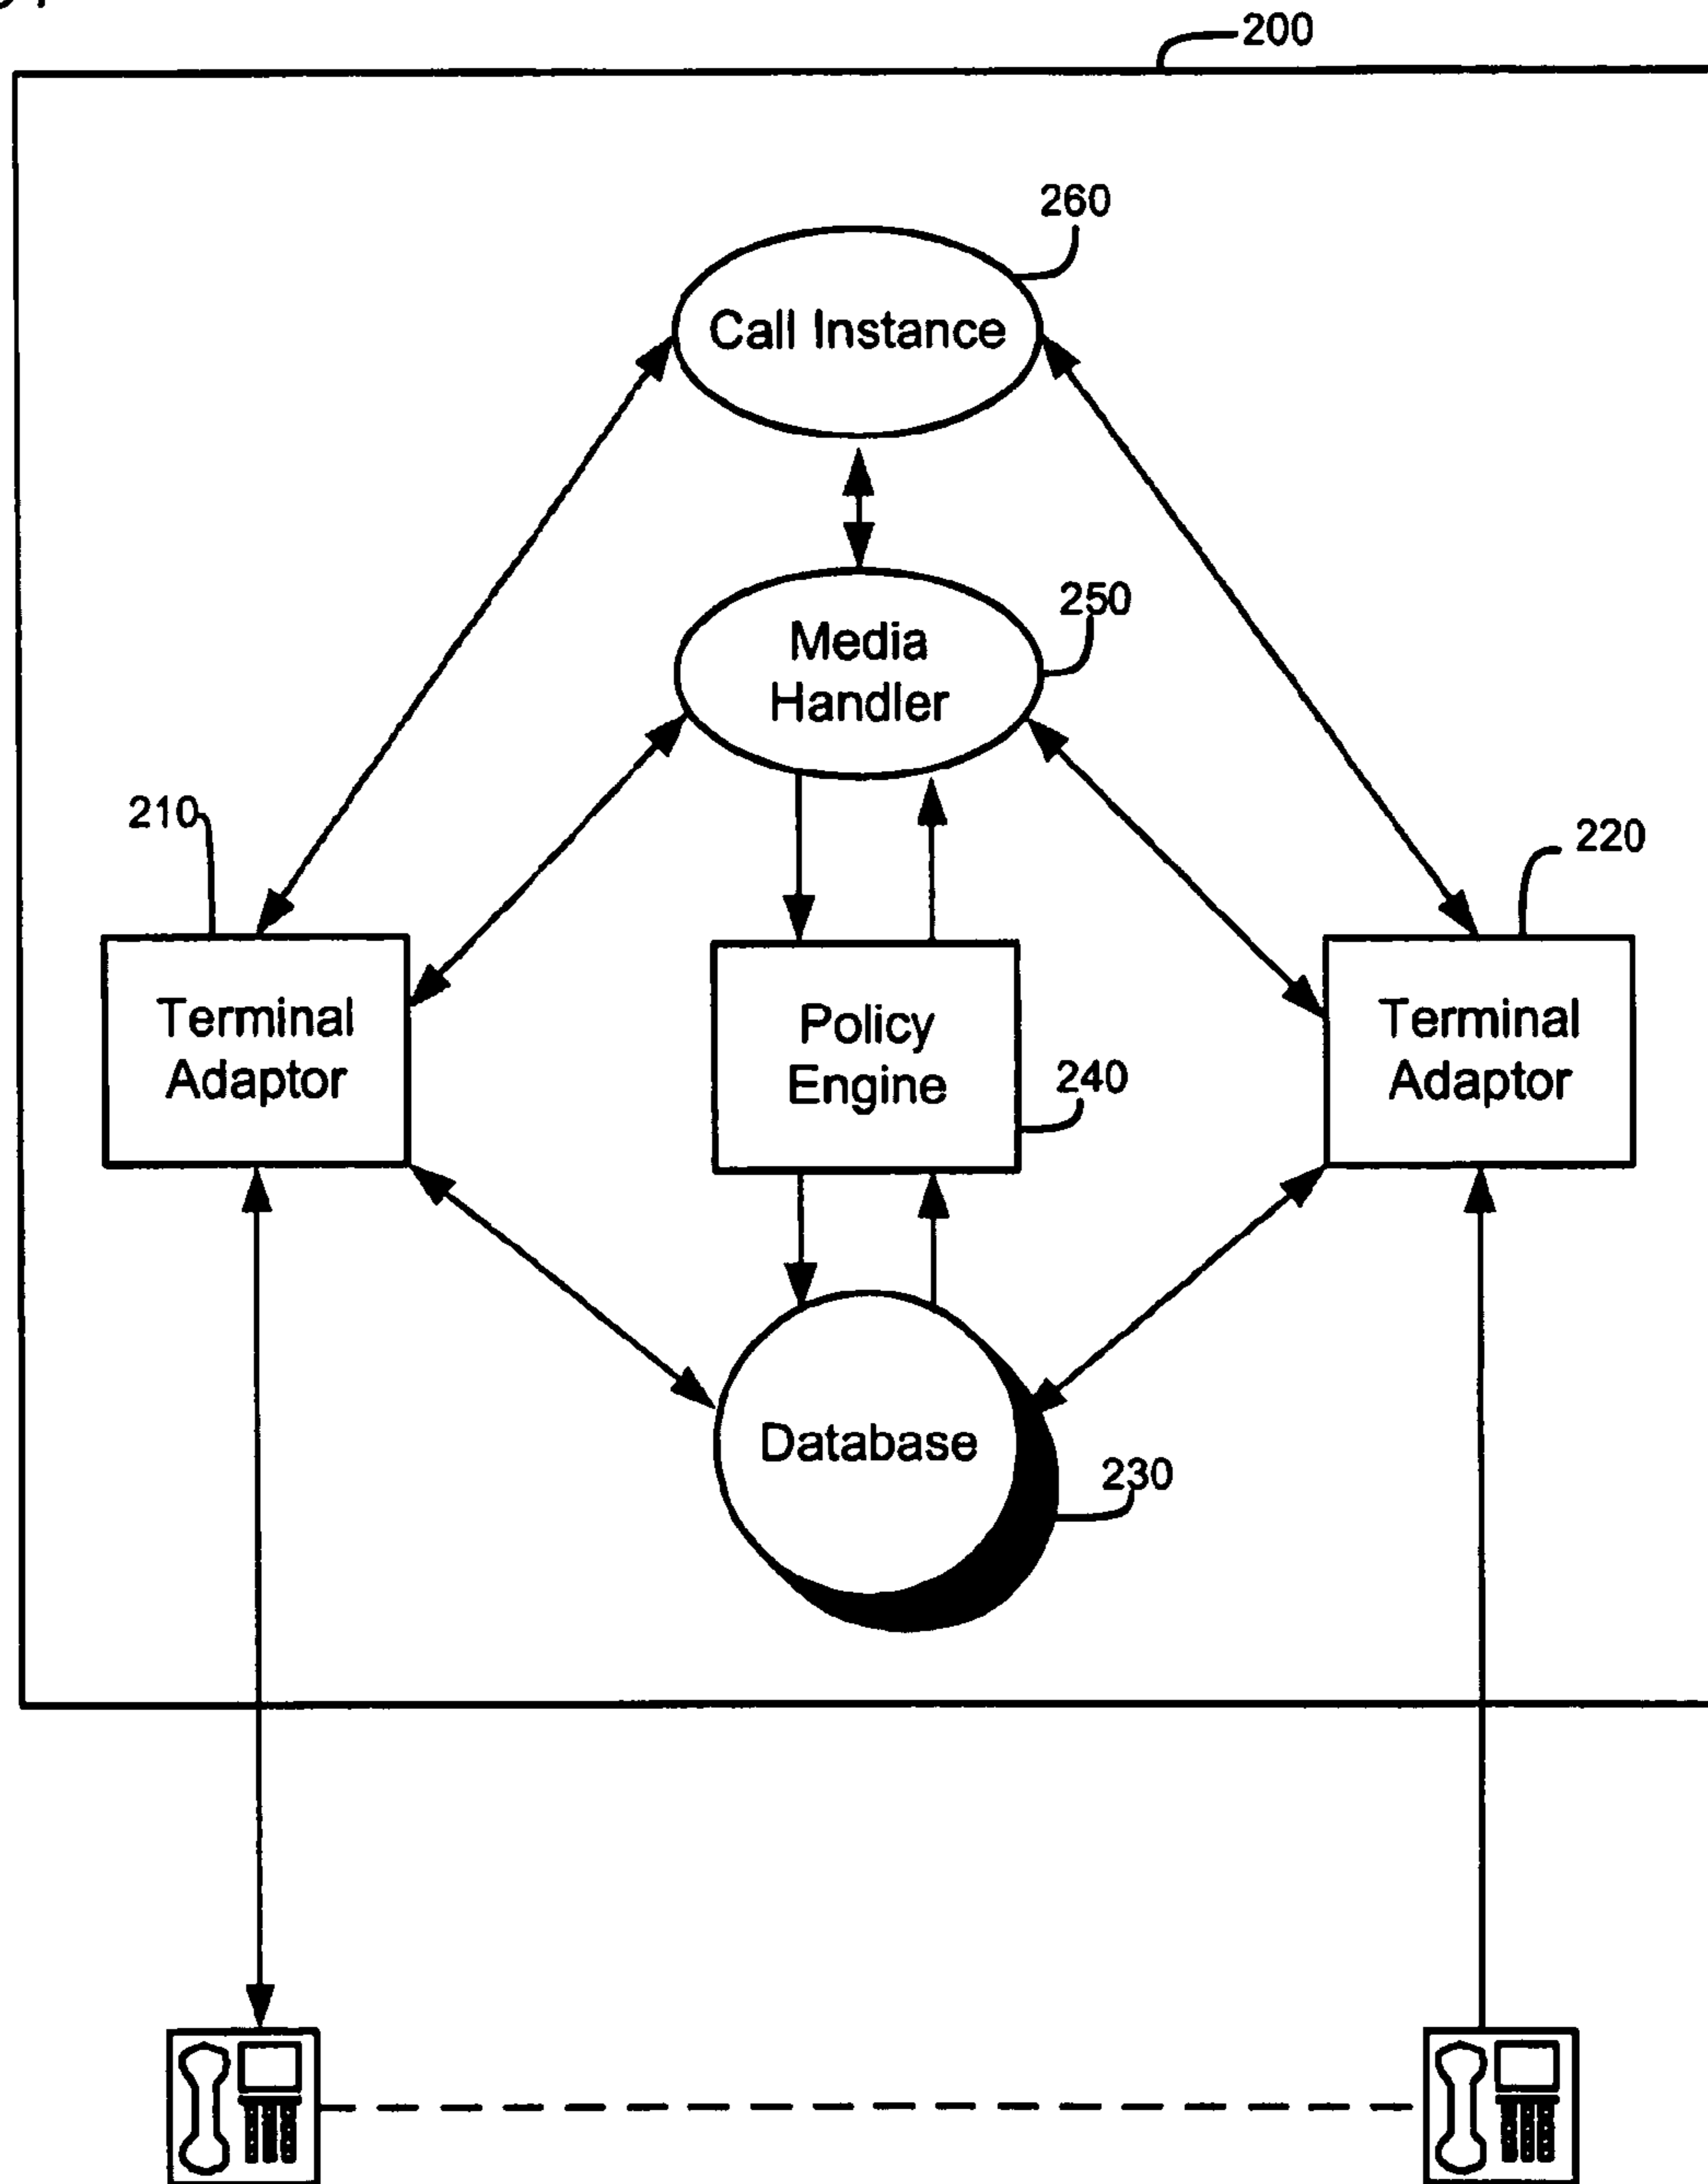 200
260
Call Instance
250
Media
Handler
210
220
Terminal
Adaptor
Policy
Engine
240
Terminal
Adaptor
Database
230